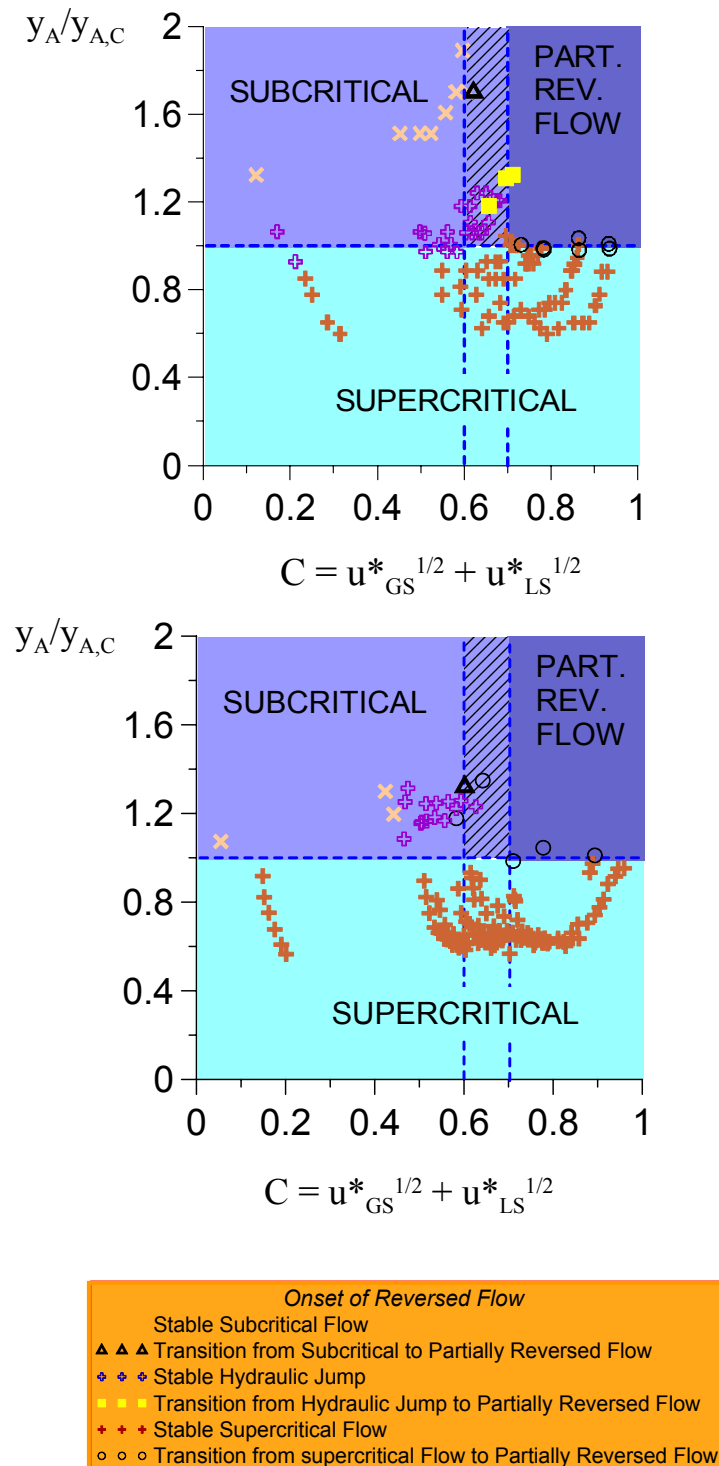 y_A/y_A,C
2
1.6
1.2
0.8
0.4
0
SUBCRITICAL
PART.
REV.
FLOW
SUPERCRITICAL
0 0.2 0.4 0.6 0.8 1
C = u*_GS^1/2 + u*_LS^1/2
y_A/y_A,C
2
1.6
1.2
0.8
0.4
0
SUBCRITICAL
PART.
REV.
FLOW
SUPERCRITICAL
0 0.2 0.4 0.6 0.8 1
C = u*_GS^1/2 + u*_LS^1/2
Onset of Reversed Flow
Stable Subcritical Flow
Transition from Subcritical to Partially Reversed Flow
Stable Hydraulic Jump
Transition from Hydraulic Jump to Partially Reversed Flow
Stable Supercritical Flow
Transition from supercritical Flow to Partially Reversed Flow